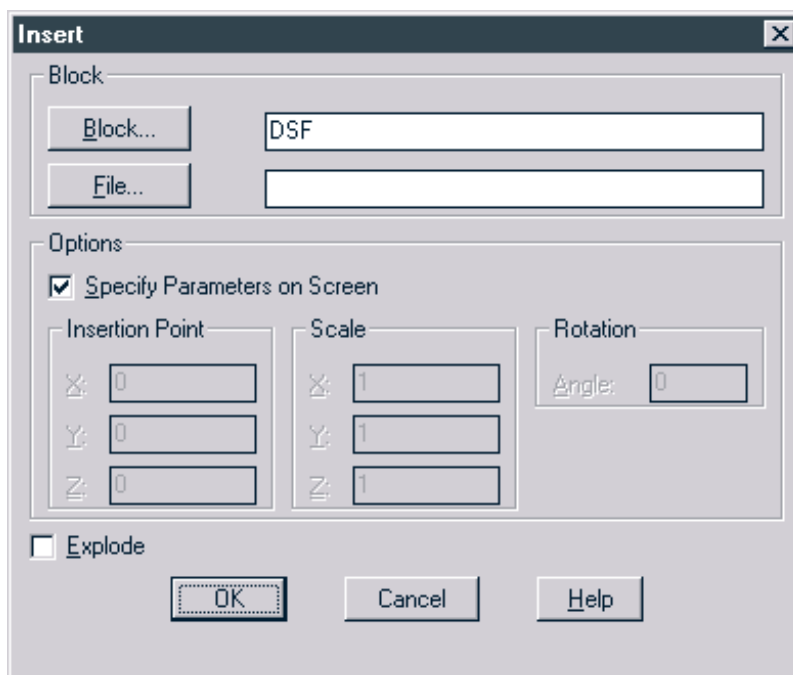 Insert
Block
Block...
DSF
File...
Options
Specify Parameters on Screen
Insertion Point
Scale
Rotation
X: 0
X: 1
Angle: 0
Y: 0
Y: 1
Z: 0
Z: 1
Explode
OK
Cancel
Help